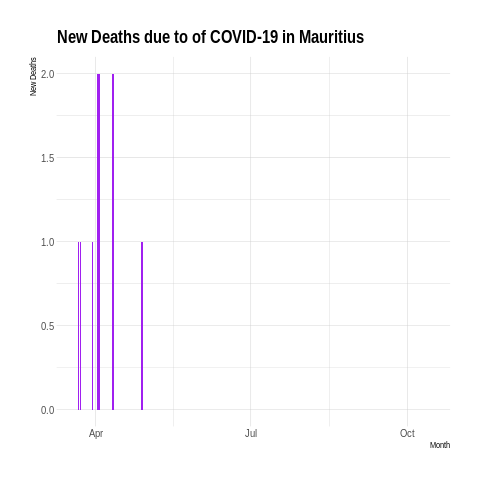 New Deaths due to of COVID-19 in Mauritius
New Deaths
2.0
1.5
1.0
0.5
0.0
Apr Jul Oct
Month